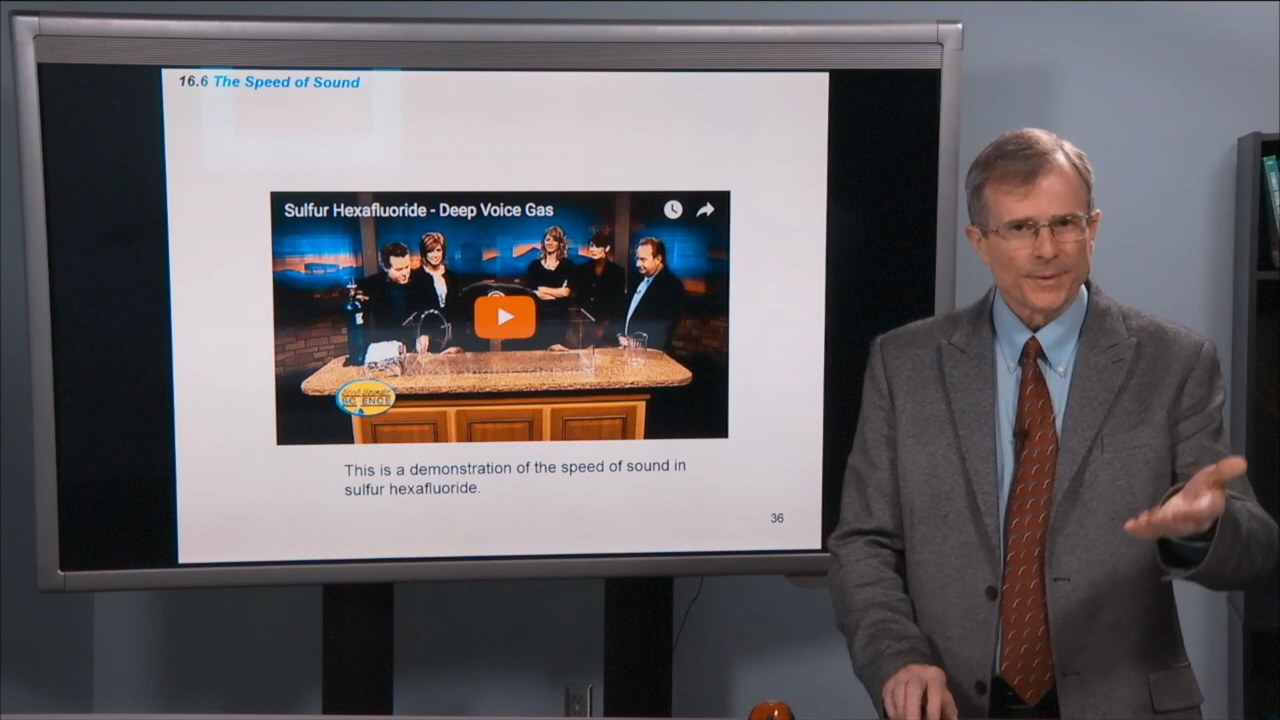 16.6 The Speed of Sound
Sulfur Hexafluoride - Deep Voice Gas
SCIENCE
This is a demonstration of the speed of sound in
sulfur hexafluoride.
36